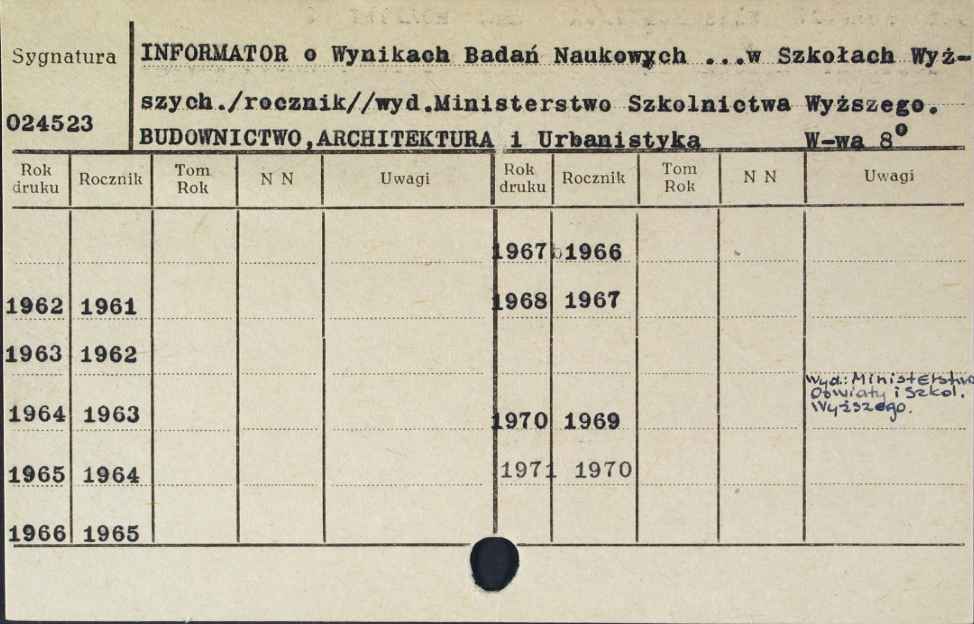 Sygnatura
INFORMATOR o Wynikach Badań Naukowych ...w Szkołach Wyż-
szych./rocznik//wyd.Ministerstwo Szkolnictwa Wyższego.
024523
BUDOWNICTWO,ARCHITEKTURA i Urbanistyka W-wa 8°
Rok druku Rocznik Tom Rok N N Uwagi Rok druku Rocznik Tom Rok N N Uwagi
1967 1966
1962 1961 1968 1967
1963 1962
Wyd: Ministerstwo
Oświaty i Szkol.
Wyższego.
1964 1963 1970 1969
1965 1964 1971 1970
1966 1965